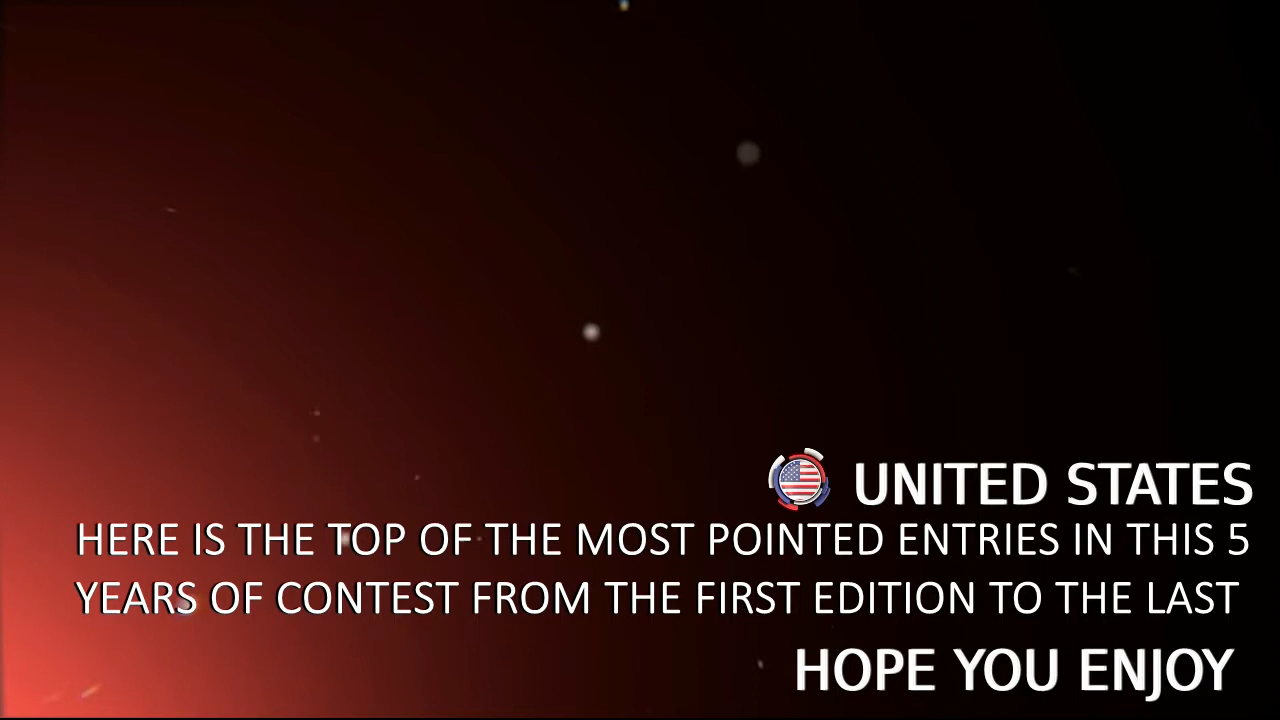 UNITED STATES
HERE IS THE TOP OF THE MOST POINTED ENTRIES IN THIS 5
YEARS OF CONTEST FROM THE FIRST EDITION TO THE LAST
HOPE YOU ENJOY